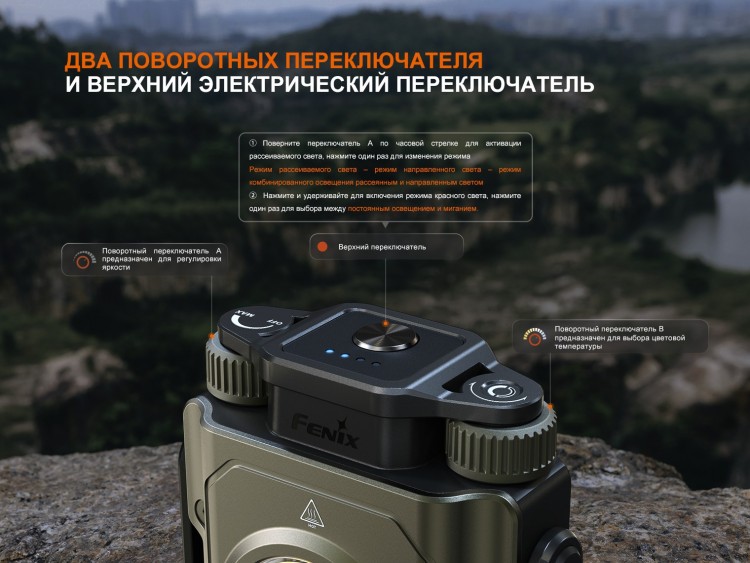 ДВА ПОВОРОТНЫХ ПЕРЕКЛЮЧАТЕЛЯ
И ВЕРХНИЙ ЭЛЕКТРИЧЕСКИЙ ПЕРЕКЛЮЧАТЕЛЬ
① Поверните переключатель А по часовой стрелке для активации
рассеиваемого света, нажмите один раз для изменения режима
Режим рассеиваемого света – режим направленного света – режим
комбинированного освещения рассеянным и направленным светом
② Нажмите и удерживайте для включения режима красного света, нажмите
один раз для выбора между постоянным освещением и миганием.
Поворотный переключатель А
предназначен для регулировки
яркости
Верхний переключатель
Поворотный переключатель В
предназначен для выбора цветовой
температуры
MAX
OFF
FENIX
HOT